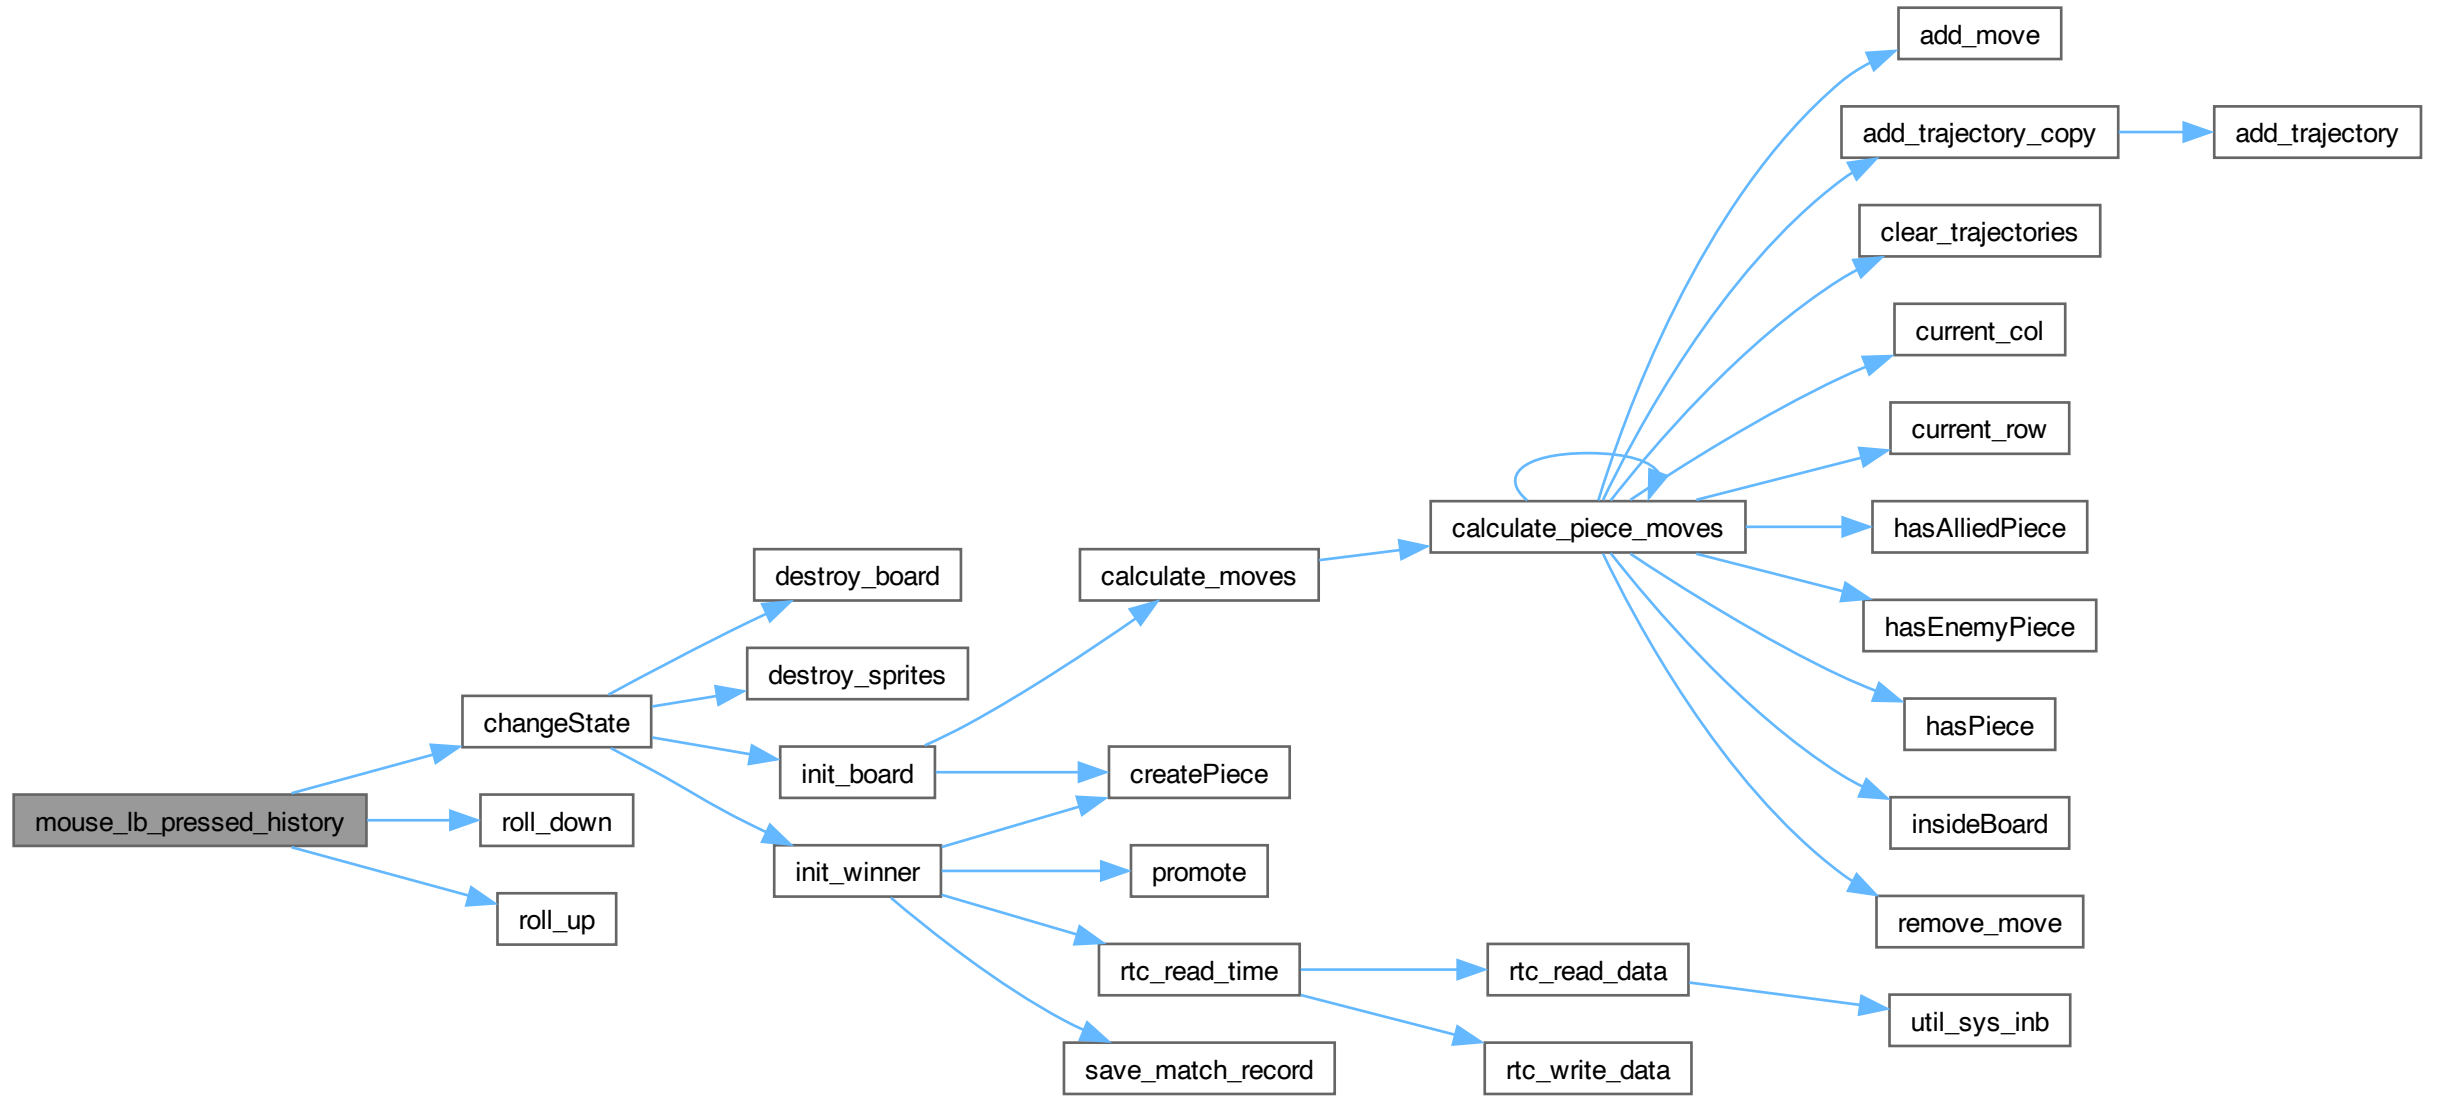 mouse_lb_pressed_history
changeState
roll_down
roll_up
destroy_board
destroy_sprites
init_board
init_winner
calculate_moves
createPiece
promote
rtc_read_time
save_match_record
calculate_piece_moves
rtc_read_data
rtc_write_data
add_move
add_trajectory_copy
clear_trajectories
current_col
current_row
hasAlliedPiece
hasEnemyPiece
hasPiece
insideBoard
remove_move
util_sys_inb
add_trajectory